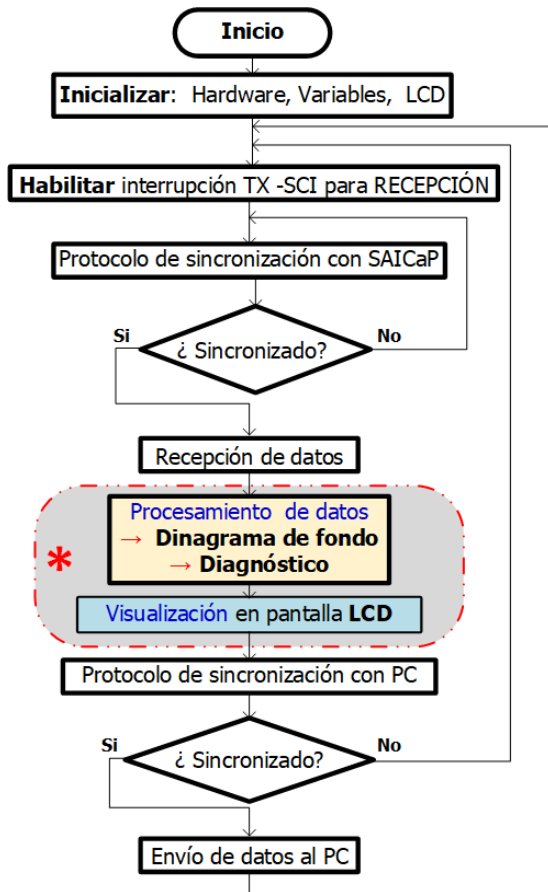 Inicio
Inicializar: Hardware, Variables, LCD
Habilitar interrupción TX -SCI para RECEPCIÓN
Protocolo de sincronización con SAICaP
Si
¿ Sincronizado?
No
Recepción de datos
*
Procesamiento de datos
→ Dinagrama de fondo
→ Diagnóstico
Visualización en pantalla LCD
Protocolo de sincronización con PC
Si
¿ Sincronizado?
No
Envío de datos al PC